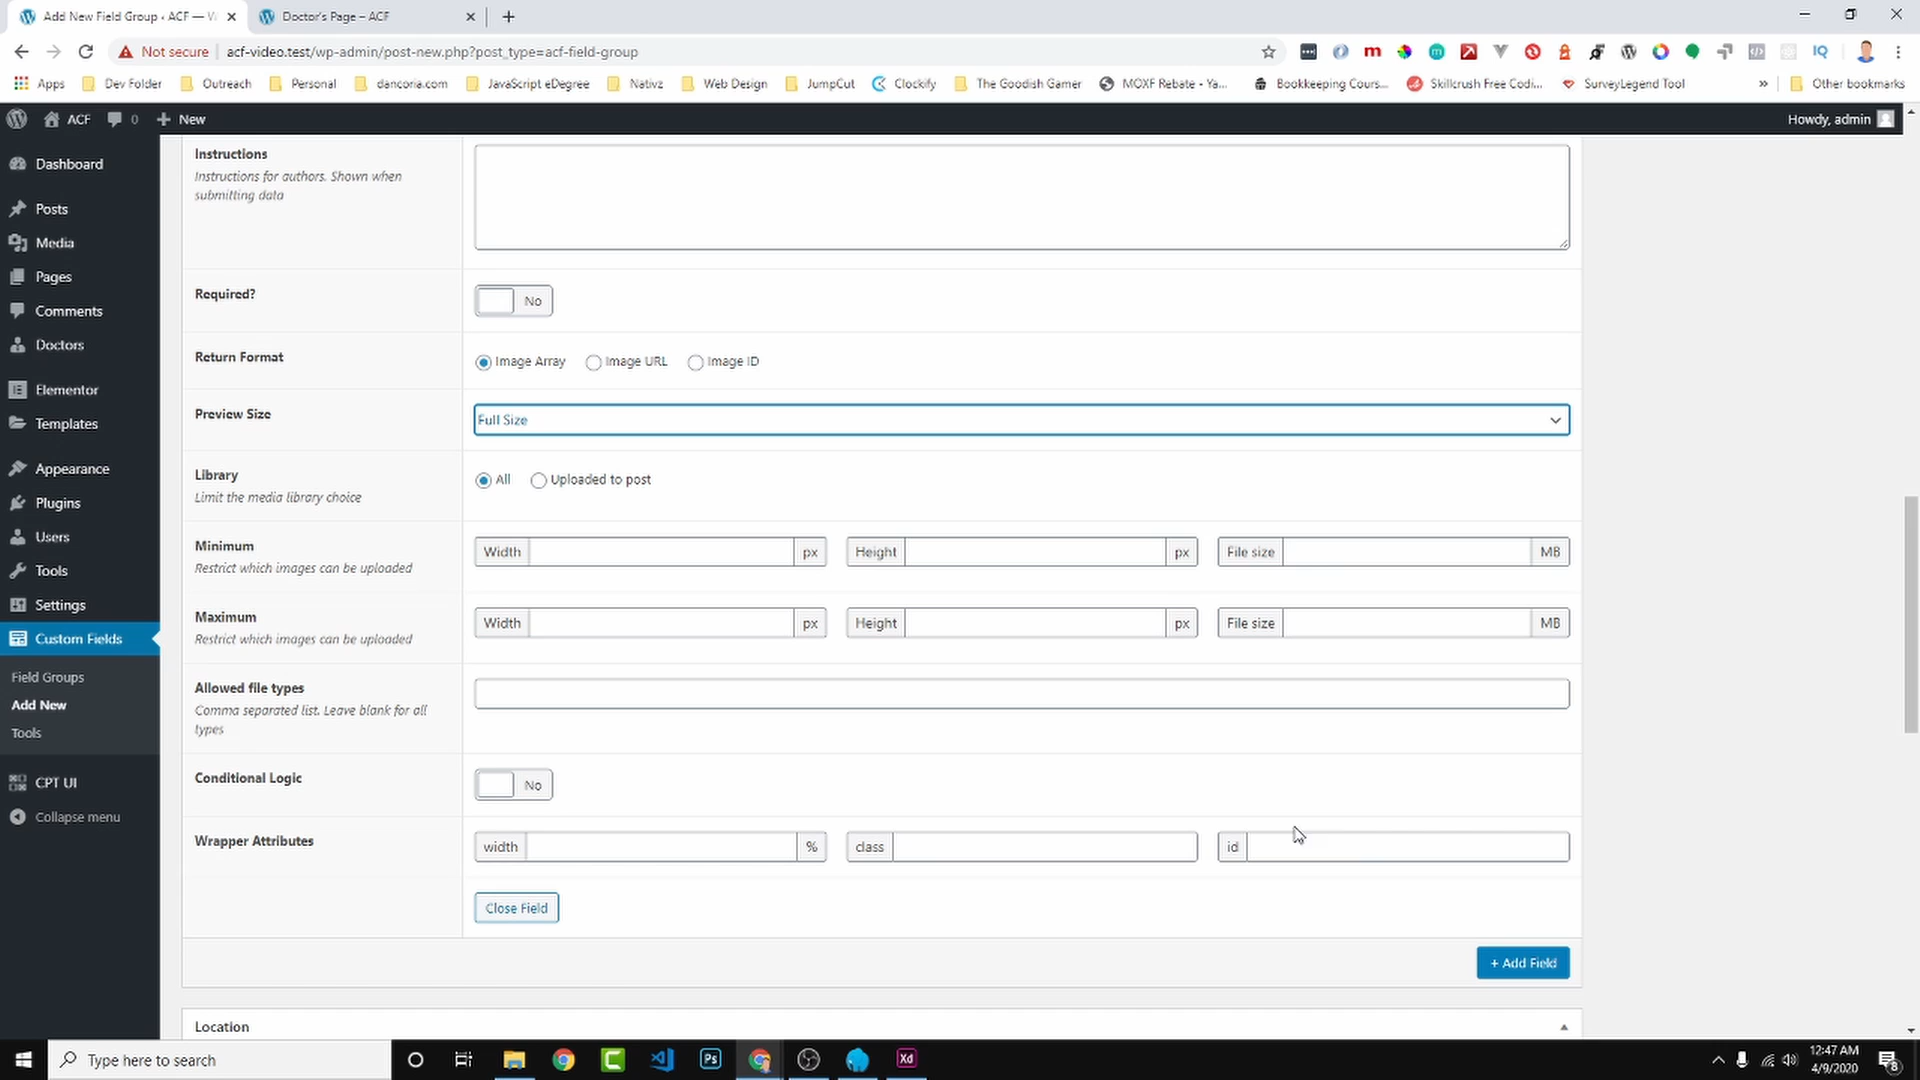 Add New Field Group ‹ ACF — W
Doctor's Page – ACF
Not secure
acf-video.test/wp-admin/post-new.php?post_type=acf-field-group
Apps
Dev Folder
Outreach
Personal
dancoria.com
JavaScript eDegree
Nativz
Web Design
JumpCut
Clockify
The Goodish Gamer
MOXF Rebate - Ya...
Bookkeeping Cours...
Skillcrush Free Codi...
SurveyLegend Tool
»
Other bookmarks
ACF
0
New
Howdy, admin
Dashboard
Posts
Media
Pages
Comments
Doctors
Elementor
Templates
Appearance
Plugins
Users
Tools
Settings
Custom Fields
Field Groups
Add New
Tools
CPT UI
Collapse menu
Instructions
Instructions for authors. Shown when
submitting data
Required?
No
Return Format
Image Array
Image URL
Image ID
Preview Size
Full Size
Library
Limit the media library choice
All
Uploaded to post
Minimum
Restrict which images can be uploaded
Width px
Height px
File size MB
Maximum
Restrict which images can be uploaded
Width px
Height px
File size MB
Allowed file types
Comma separated list. Leave blank for all
types
Conditional Logic
No
Wrapper Attributes
width %
class
id
Close Field
+ Add Field
Location
Type here to search
Ps
Xd
12:47 AM
4/9/2020
8